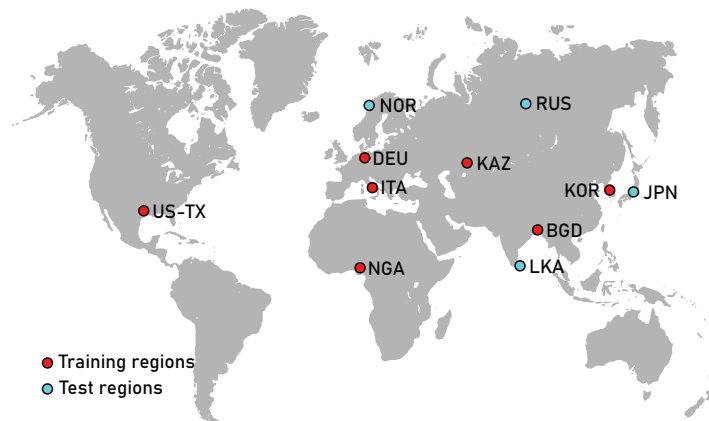 NOR
RUS
DEU
KAZ
ITA
KOR
JPN
US-TX
BGD
NGA
LKA
Training regions
Test regions